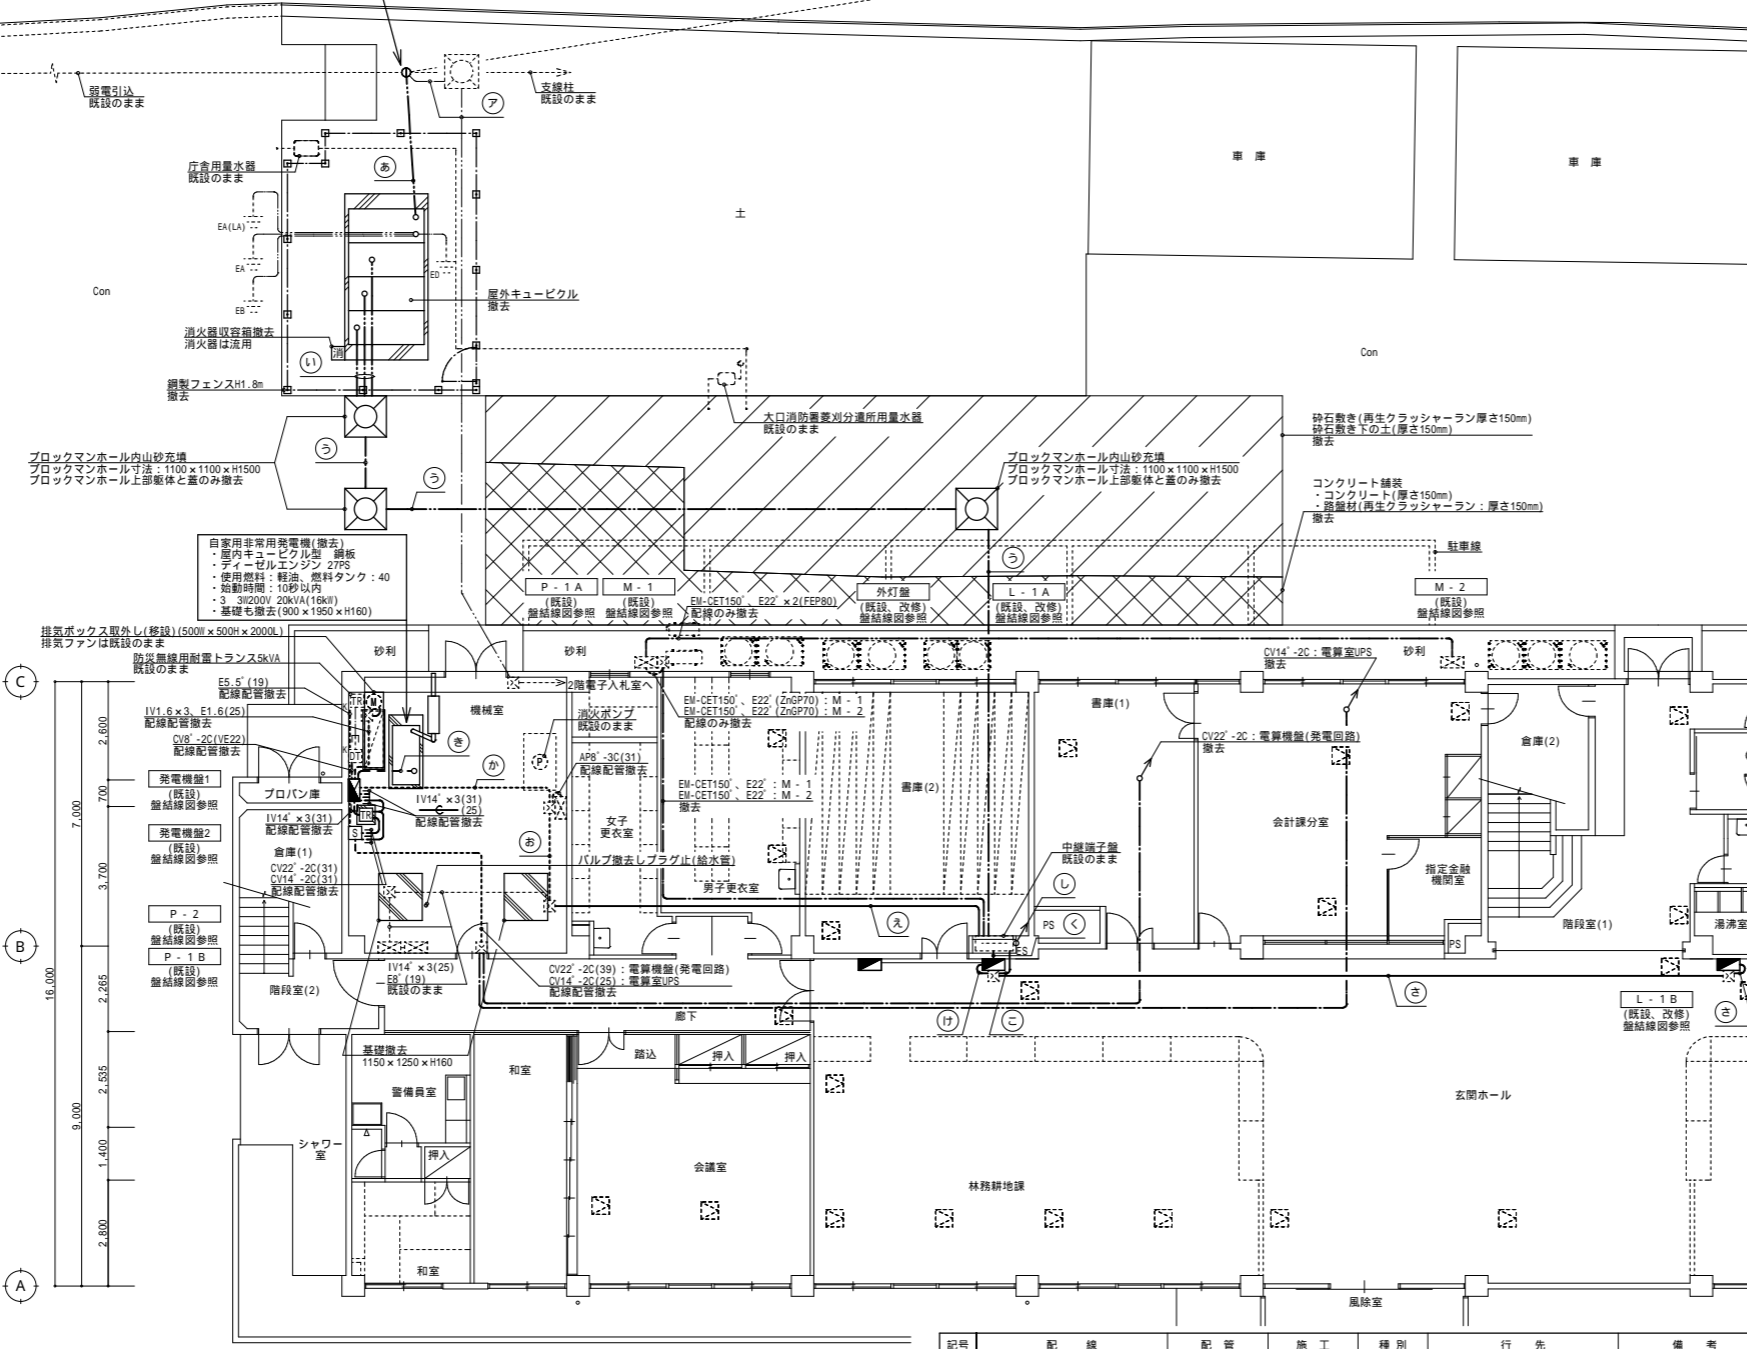 弱電引込
既設のまま
支線柱
既設のまま
ア
庁舎用量水器
既設のまま
あ
車 庫
車 庫
土
EA(LA)
EA
ED
EB
Con
屋外キュービクル
撤去
消火器収容箱撤去
消火器は流用
消
い
Con
鋼製フェンスH1.8m
撤去
大口消防署菱刈分遣所用量水器
既設のまま
砕石敷き(再生クラッシャーラン厚さ150mm)
砕石敷き下の土(厚さ150mm)
撤去
う
ブロックマンホール内山砂充填
ブロックマンホール寸法：1100×1100×H1500
ブロックマンホール上部躯体と蓋のみ撤去
う
ブロックマンホール内山砂充填
ブロックマンホール寸法：1100×1100×H1500
ブロックマンホール上部躯体と蓋のみ撤去
コンクリート舗装
・コンクリート(厚さ150mm)
・路盤材(再生クラッシャーラン：厚さ150mm)
撤去
自家用非常用発電機(撤去)
・屋内キュービクル型 鋼板
・ディーゼルエンジン 27PS
・使用燃料：軽油、燃料タンク：40
・始動時間：10秒以内
・3 3W200V 20kVA(16kW)
・基礎も撤去(900×1950×H160)
う
駐車線
P - 1 A
(既設)
盤結線図参照
M - 1
(既設)
盤結線図参照
EM-CET150゜、E22゜×2(FEP80)
配線のみ撤去
外灯盤
(既設、改修)
盤結線図参照
L - 1 A
(既設、改修)
盤結線図参照
M - 2
(既設)
盤結線図参照
排気ボックス取外し(移設)(500W×500H×2000L)
排気ファンは既設のまま
砂利
砂利
砂利
防災無線用耐雷トランス5kVA
既設のまま
CV14゜-2C：電算室UPS
撤去
C
E5.5゜(19)
配線配管撤去
2階電子入札室へ
IV1.6×3、E1.6(25)
配線配管撤去
TR
M
K
機械室
消火ポンプ
既設のまま
EM-CET150゜、E22゜(ZnGP70)：M - 1
EM-CET150゜、E22゜(ZnGP70)：M - 2
配線のみ撤去
書庫(1)
CV8゜-2C(VE22)
配線配管撤去
K
DT
き
か
P
AP8゜-3C(31)
配線配管撤去
CV22゜-2C：電算機盤(発電回路)
撤去
倉庫(2)
2,600
発電機盤1
(既設)
盤結線図参照
プロパン庫
EM-CET150゜、E22゜：M - 1
EM-CET150゜、E22゜：M - 2
撤去
書庫(2)
700
7,000
IV14゜×3(31)
(25)
配線配管撤去
IV14゜×3(31)
配線配管撤去
TR
S
発電機盤2
(既設)
盤結線図参照
女子
更衣室
会計課分室
お
倉庫(1)
バルブ撤去しプラグ止(給水管)
中継端子盤
既設のまま
3,700
CV22゜-2C(31)
CV14゜-2C(31)
配線配管撤去
男子更衣室
し
指定金融
機関室
P - 2
(既設)
盤結線図参照
え
PS
く
階段室(1)
湯沸室
B
P - 1 B
(既設)
盤結線図参照
ES
PS
IV14゜×3(25)
E8゜(19)
既設のまま
CV22゜-2C(39)：電算機盤(発電回路)
CV14゜-2C(25)：電算室UPS
配線配管撤去
16,000
2,265
階段室(2)
さ
L - 1 B
(既設、改修)
盤結線図参照
さ
廊下
け
こ
基礎撤去
1150×1250×H160
踏込
押入
押入
和室
2,535
警備員室
玄関ホール
9,000
シャワー
室
1,400
押入
会議室
林務耕地課
2,800
和室
A
風除室
記号
配 線
配 管
施 工
種 別
行 先
備 考